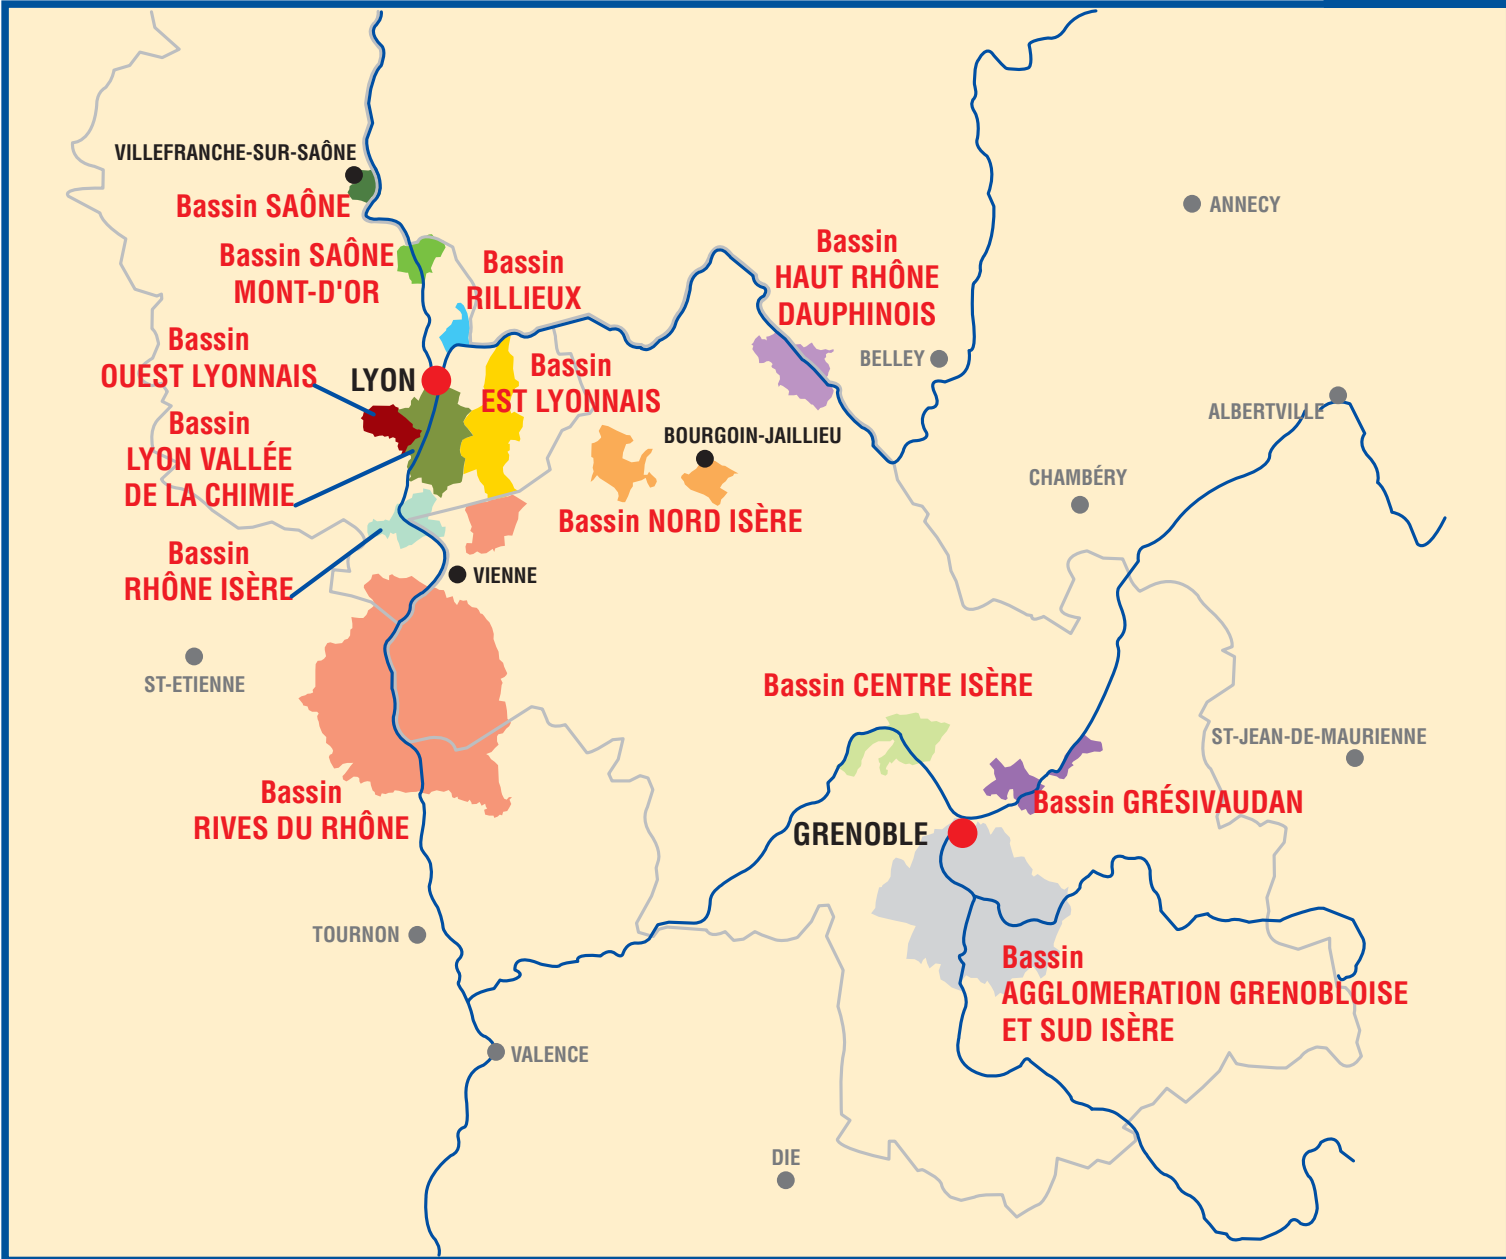 VILLEFRANCHE-SUR-SAÔNE
Bassin SAÔNE
ANNECY
Bassin SAÔNE
MONT-D'OR
Bassin
RILLIEUX
Bassin
HAUT RHÔNE
DAUPHINOIS
Bassin
OUEST LYONNAIS
LYON
Bassin
EST LYONNAIS
BELLEY
ALBERTVILLE
Bassin
LYON VALLÉE
DE LA CHIMIE
BOURGOIN-JAILLIEU
CHAMBÉRY
Bassin NORD ISÈRE
Bassin
RHÔNE ISÈRE
VIENNE
ST-ETIENNE
Bassin CENTRE ISÈRE
ST-JEAN-DE-MAURIENNE
Bassin
RIVES DU RHÔNE
Bassin GRÉSIVAUDAN
GRENOBLE
TOURNON
Bassin
AGGLOMERATION GRENOBLOISE
ET SUD ISÈRE
VALENCE
DIE